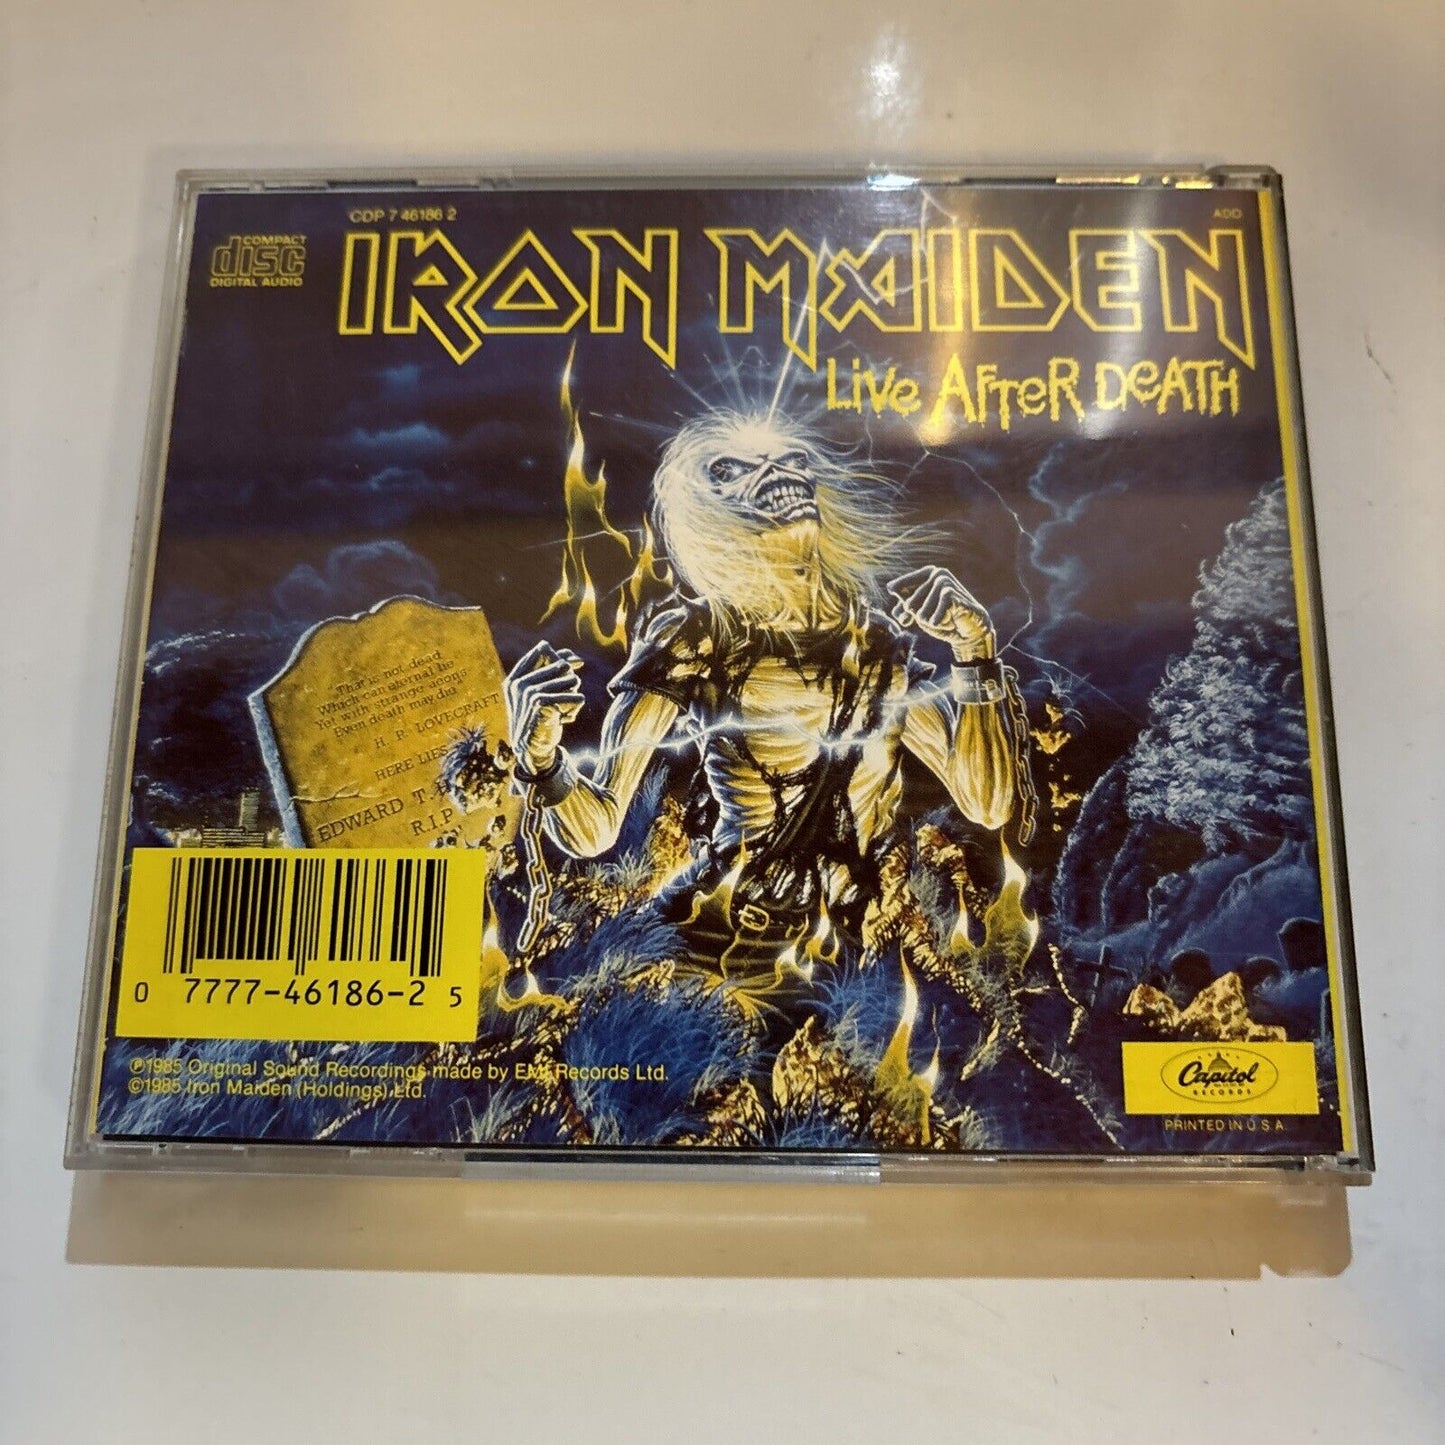 CDP 7 46186 2
ADD
COMPACT
disc
DIGITAL AUDIO
IRON MAIDEN
Live After Death
That is not dead
Which can eternal lie
Yet with strange aeons
Even death may die
H. P. LOVECRAFT
HERE LIES
EDWARD T. H
R.I.P
0 7777-46186-2 5
℗1985 Original Sound Recordings made by EMI Records Ltd.
©1985 Iron Maiden (Holdings) Ltd.
Capitol
RECORDS
PRINTED IN U S A